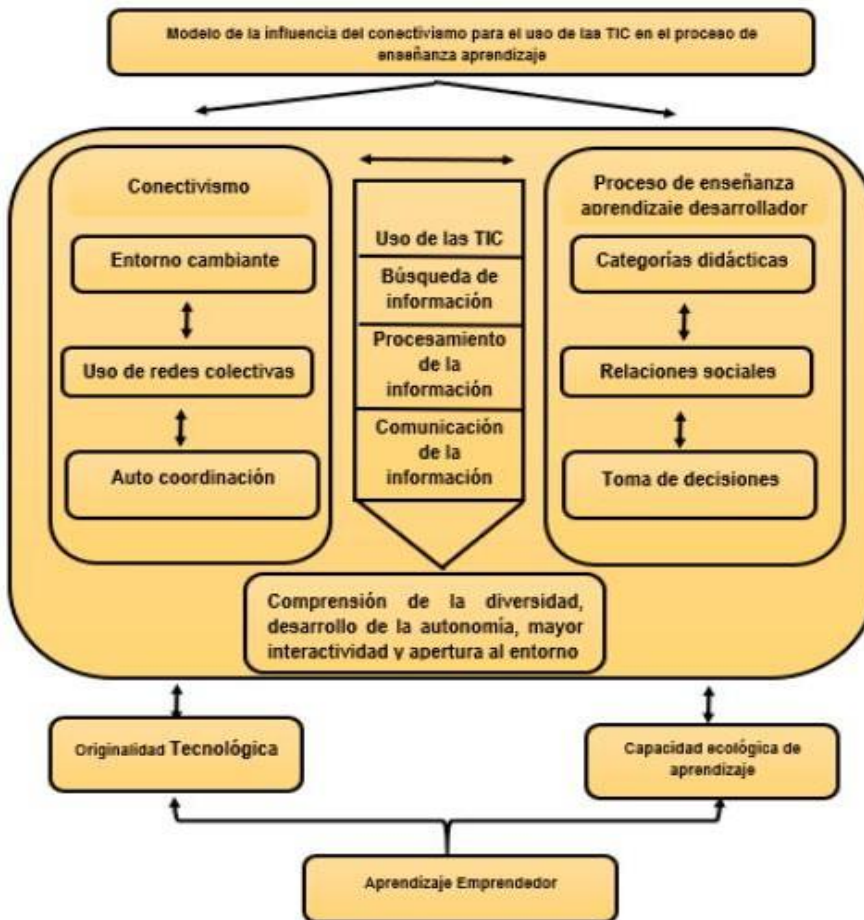 Modelo de la influencia del conectivismo para el uso de las TIC en el proceso de
enseñanza aprendizaje
Conectivismo
Entorno cambiante
Uso de redes colectivas
Auto coordinación
Uso de las TIC
Búsqueda de
información
Procesamiento
de la
información
Comunicación
de la
información
Proceso de enseñanza
aprendizaje desarrollador
Categorías didácticas
Relaciones sociales
Toma de decisiones
Comprensión de la diversidad,
desarrollo de la autonomía, mayor
interactividad y apertura al entorno
Originalidad Tecnológica
Capacidad ecológica de
aprendizaje
Aprendizaje Emprendedor